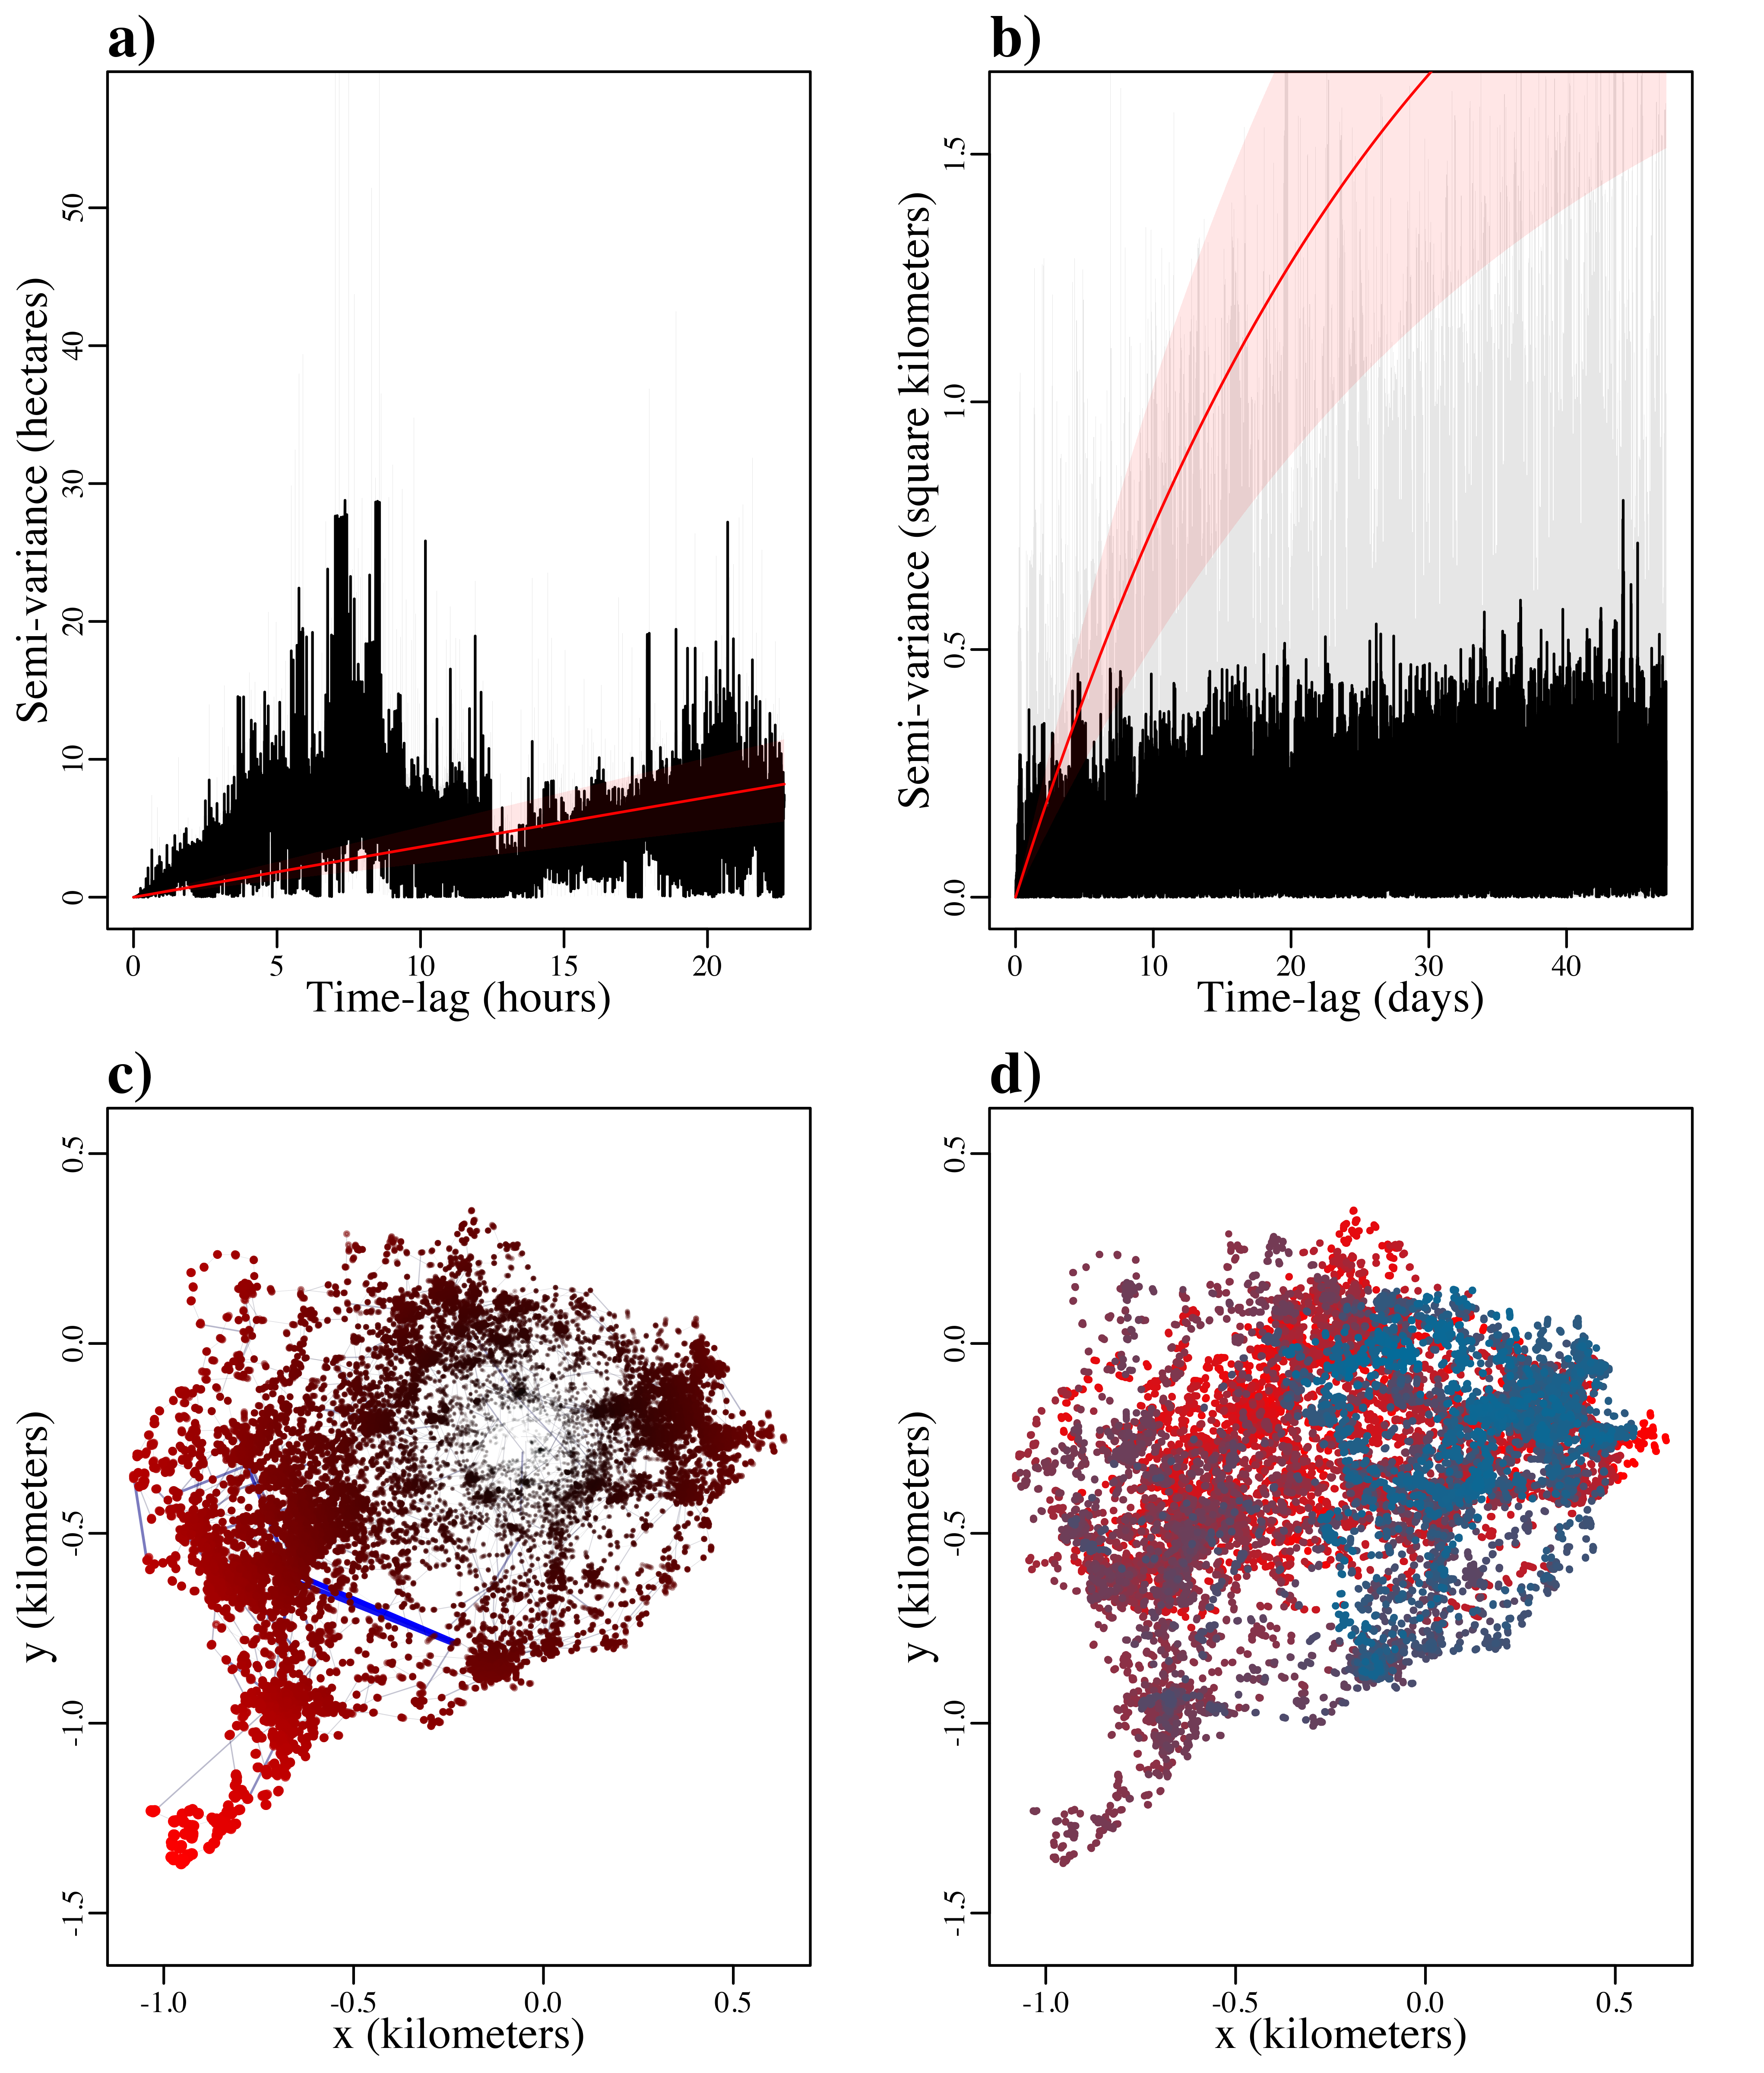 a)
Semi-variance (hectares)
50
40
30
20
10
0
0 5 10 15 20
Time-lag (hours)
b)
Semi-variance (square kilometers)
1.5
1.0
0.5
0.0
0 10 20 30 40
Time-lag (days)
c)
y (kilometers)
0.5
0.0
-0.5
-1.0
-1.5
-1.0 -0.5 0.0 0.5
x (kilometers)
d)
y (kilometers)
0.5
0.0
-0.5
-1.0
-1.5
-1.0 -0.5 0.0 0.5
x (kilometers)